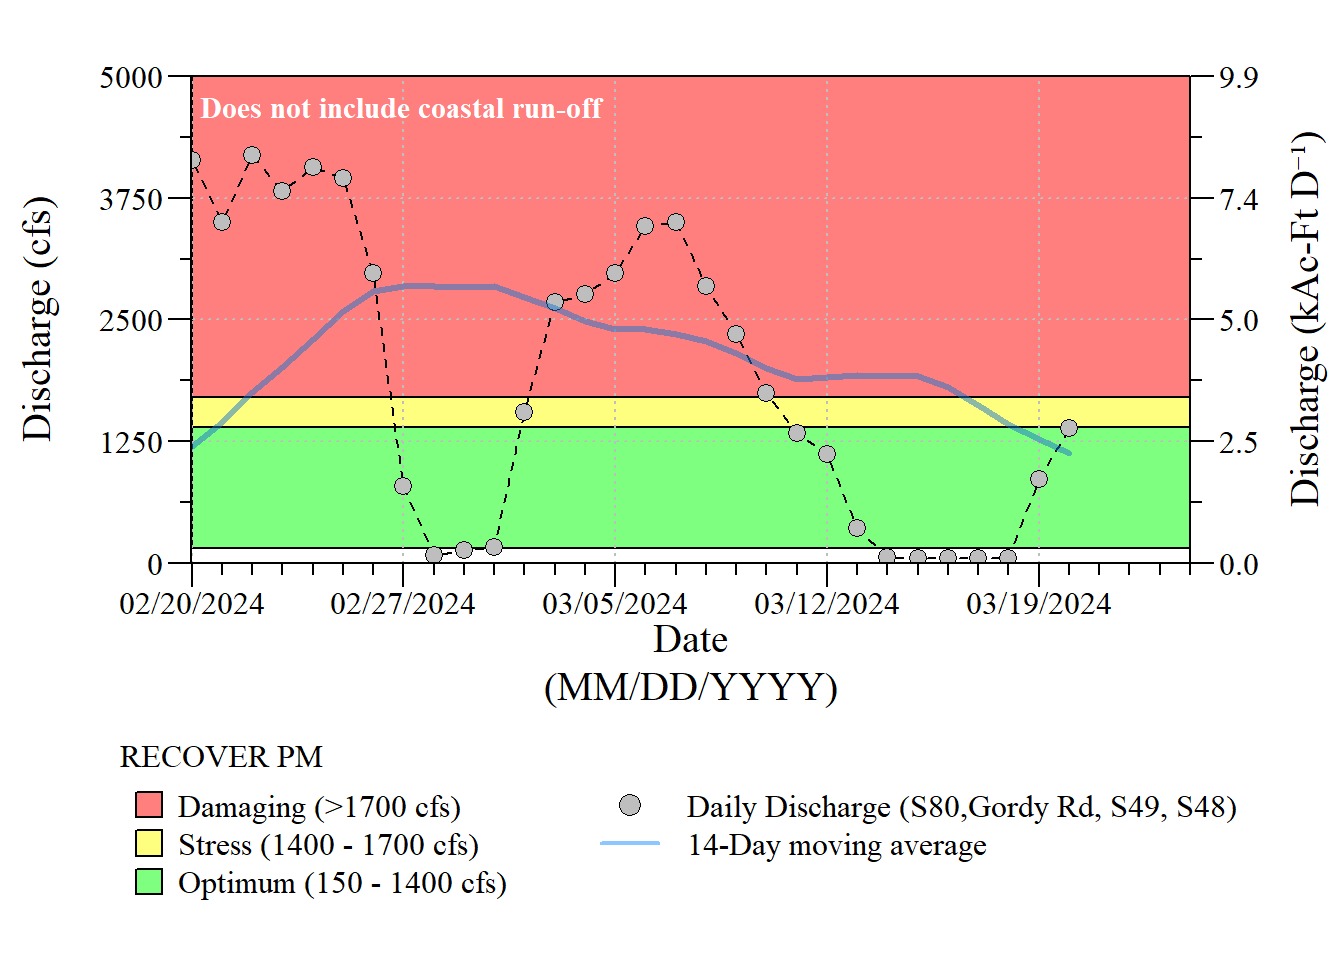 Does not include coastal run-off
5000
3750
2500
1250
0
Discharge (cfs)
9.9
7.4
5.0
2.5
0.0
Discharge (kAc-Ft D⁻¹)
02/20/2024 02/27/2024 03/05/2024 03/12/2024 03/19/2024
Date
(MM/DD/YYYY)
RECOVER PM
Damaging (>1700 cfs)
Stress (1400 - 1700 cfs)
Optimum (150 - 1400 cfs)
Daily Discharge (S80,Gordy Rd, S49, S48)
14-Day moving average